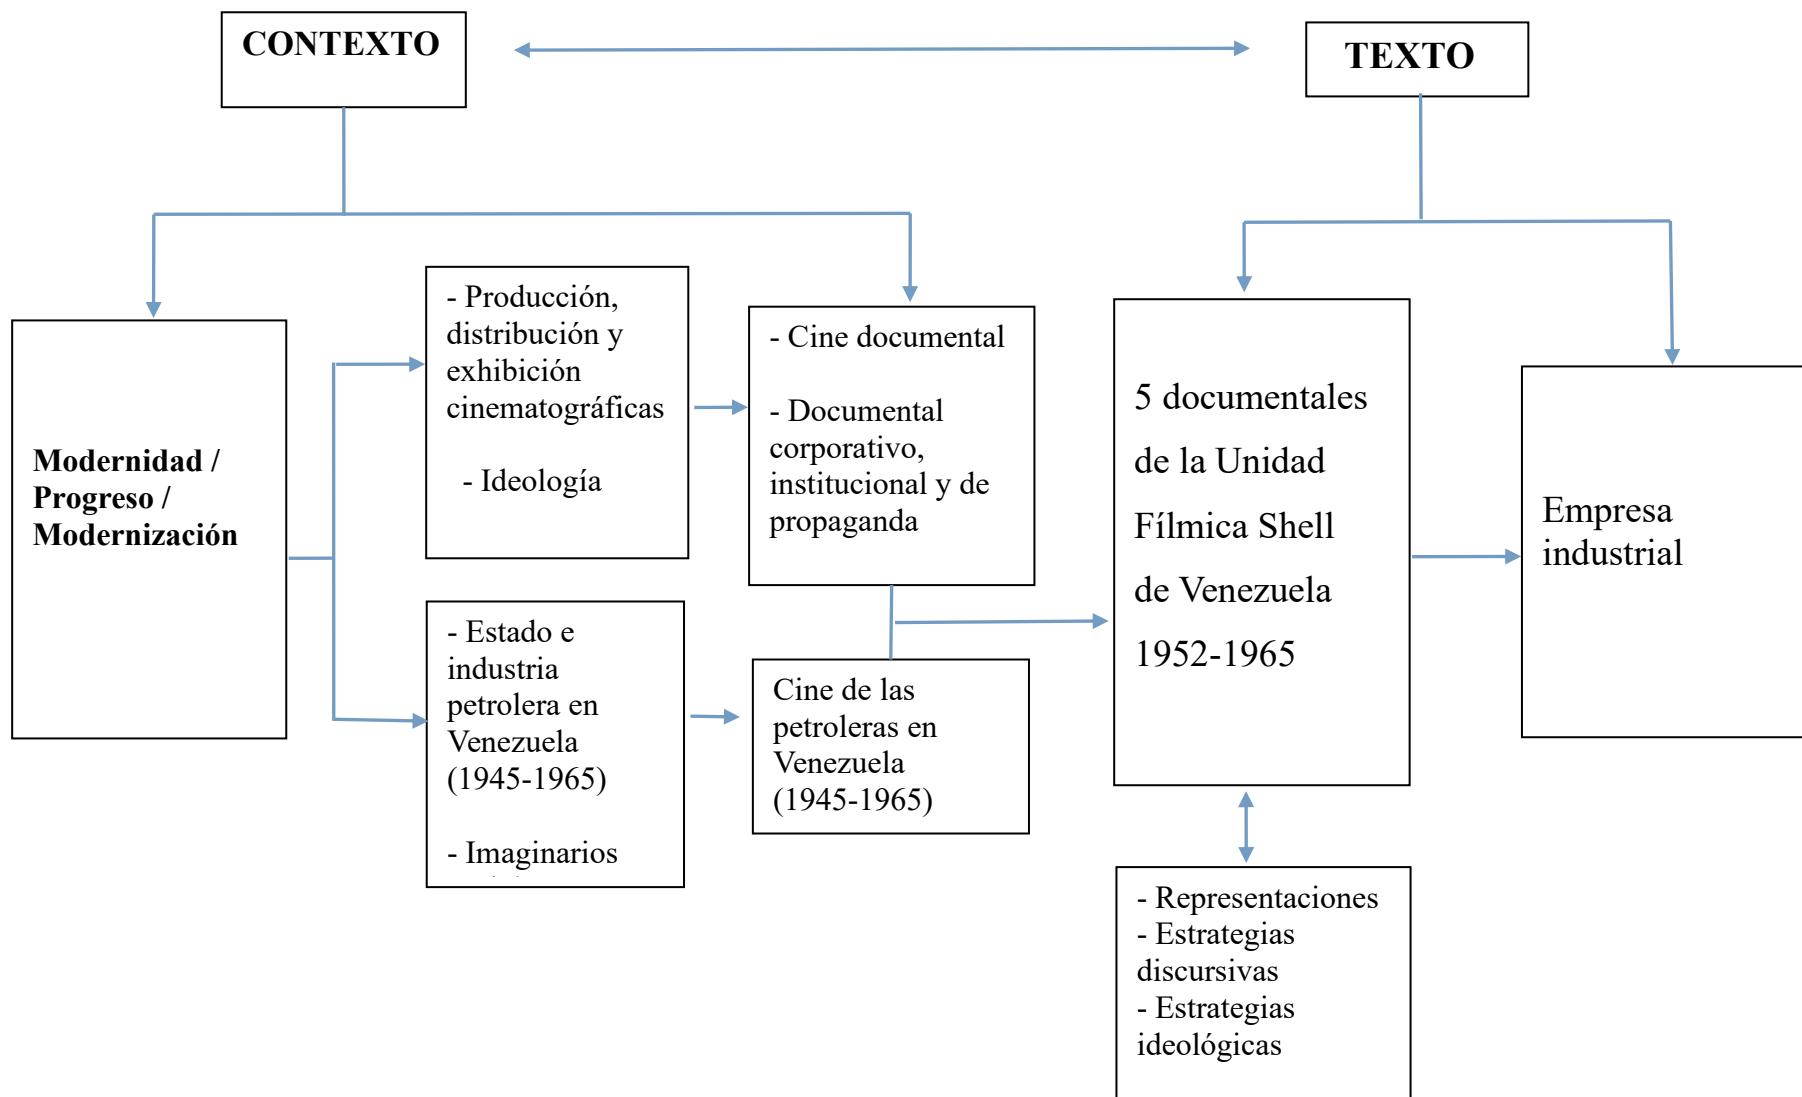 CONTEXTO
TEXTO
Modernidad /
Progreso /
Modernización
- Producción,
distribución y
exhibición
cinematográficas
- Ideología
- Estado e
industria
petrolera en
Venezuela
(1945-1965)
- Imaginarios
- Cine documental
- Documental
corporativo,
institucional y de
propaganda
Cine de las
petroleras en
Venezuela
(1945-1965)
5 documentales
de la Unidad
Fílmica Shell
de Venezuela
1952-1965
- Representaciones
- Estrategias
discursivas
- Estrategias
ideológicas
Empresa
industrial